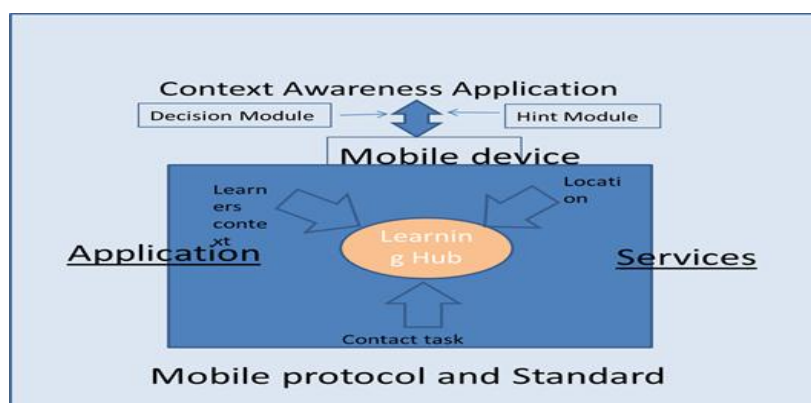 Context Awareness Application
Decision Module
Hint Module
Mobile device
Learn
ers
conte
xt
Locati
on
Application
Learnin
g Hub
Services
Contact task
Mobile protocol and Standard